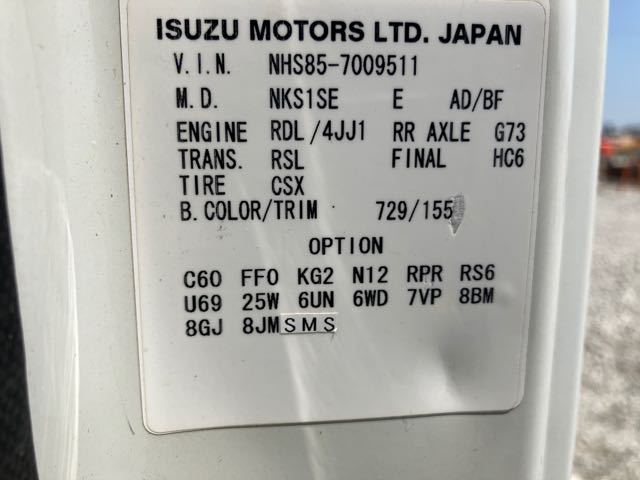 ISUZU MOTORS LTD. JAPAN
V.I.N. NHS85-7009511
M.D. NKS1SE E AD/BF
ENGINE RDL/4JJ1 RR AXLE G73
TRANS. RSL FINAL HC6
TIRE CSX
B.COLOR/TRIM 729/155
OPTION
C60 FF0 KG2 N12 RPR RS6
U69 25W 6UN 6WD 7VP 8BM
8GJ 8JM SMS